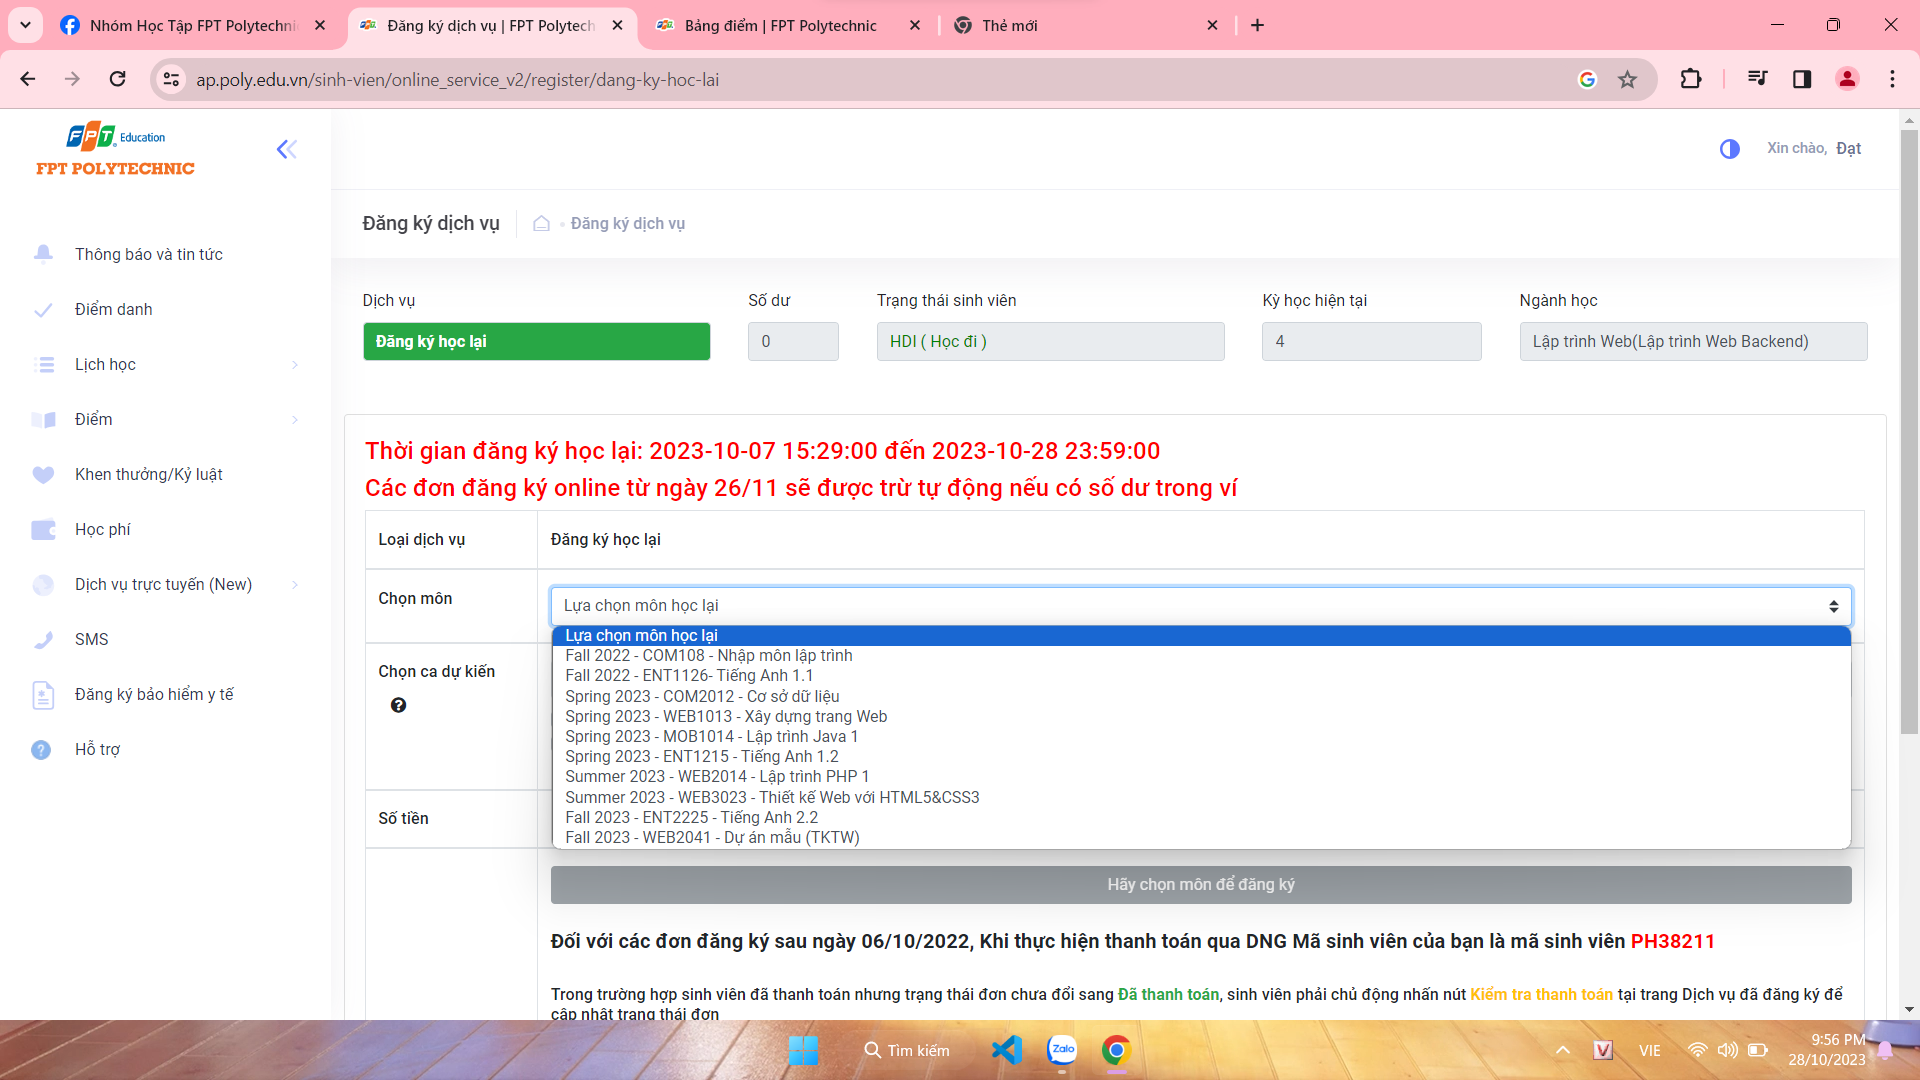 Nhóm Học Tập FPT Polytechni
Đăng ký dịch vụ | FPT Polytech
Bảng điểm | FPT Polytechnic
Thẻ mới
ap.poly.edu.vn/sinh-vien/online_service_v2/register/dang-ky-hoc-lai
FPT Education
FPT POLYTECHNIC
Xin chào, Đạt
Thông báo và tin tức
Điểm danh
Lịch học
Điểm
Khen thưởng/Kỷ luật
Học phí
Dịch vụ trực tuyến (New)
SMS
Đăng ký bảo hiểm y tế
Hỗ trợ
Đăng ký dịch vụ
Đăng ký dịch vụ
Dịch vụ
Số dư
Trạng thái sinh viên
Kỳ học hiện tại
Ngành học
Đăng ký học lại
0
HDI ( Học đi )
4
Lập trình Web(Lập trình Web Backend)
Thời gian đăng ký học lại: 2023-10-07 15:29:00 đến 2023-10-28 23:59:00
Các đơn đăng ký online từ ngày 26/11 sẽ được trừ tự động nếu có số dư trong ví
Loại dịch vụ
Đăng ký học lại
Chọn môn
Lựa chọn môn học lại
Lựa chọn môn học lại
Fall 2022 - COM108 - Nhập môn lập trình
Fall 2022 - ENT1126- Tiếng Anh 1.1
Spring 2023 - COM2012 - Cơ sở dữ liệu
Spring 2023 - WEB1013 - Xây dựng trang Web
Spring 2023 - MOB1014 - Lập trình Java 1
Spring 2023 - ENT1215 - Tiếng Anh 1.2
Summer 2023 - WEB2014 - Lập trình PHP 1
Summer 2023 - WEB3023 - Thiết kế Web với HTML5&CSS3
Fall 2023 - ENT2225 - Tiếng Anh 2.2
Fall 2023 - WEB2041 - Dự án mẫu (TKTW)
Chọn ca dự kiến
Số tiền
Hãy chọn môn để đăng ký
Đối với các đơn đăng ký sau ngày 06/10/2022, Khi thực hiện thanh toán qua DNG Mã sinh viên của bạn là mã sinh viên PH38211
Trong trường hợp sinh viên đã thanh toán nhưng trạng thái đơn chưa đổi sang Đã thanh toán, sinh viên phải chủ động nhấn nút Kiểm tra thanh toán tại trang Dịch vụ đã đăng ký để
cập nhật trạng thái đơn
Tìm kiếm
Zalo
V
VIE
9:56 PM
28/10/2023